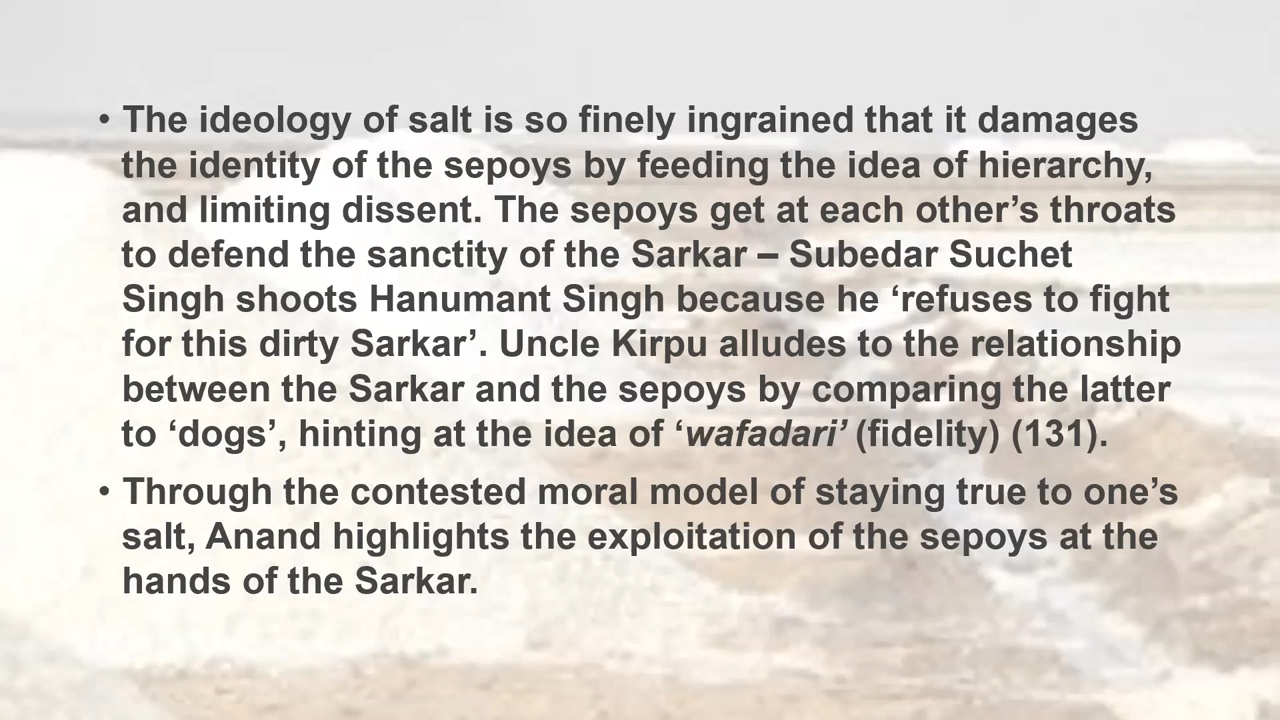 • The ideology of salt is so finely ingrained that it damages
the identity of the sepoys by feeding the idea of hierarchy,
and limiting dissent. The sepoys get at each other’s throats
to defend the sanctity of the Sarkar – Subedar Suchet
Singh shoots Hanumant Singh because he ‘refuses to fight
for this dirty Sarkar’. Uncle Kirpu alludes to the relationship
between the Sarkar and the sepoys by comparing the latter
to ‘dogs’, hinting at the idea of ‘wafadari’ (fidelity) (131).
• Through the contested moral model of staying true to one’s
salt, Anand highlights the exploitation of the sepoys at the
hands of the Sarkar.